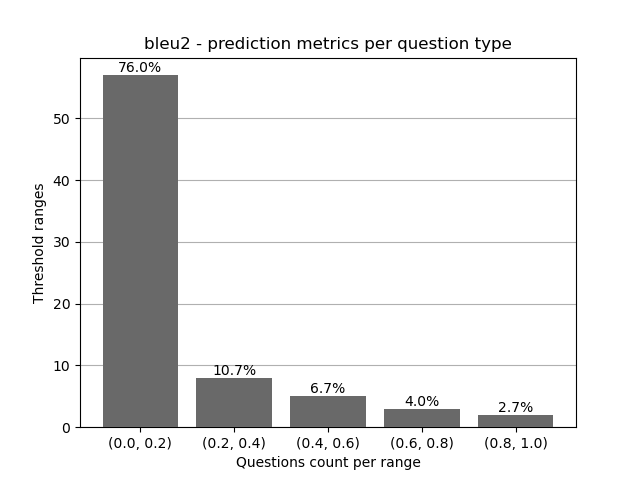 bleu2 - prediction metrics per question type
76.0%
10.7%
6.7%
4.0%
2.7%
50
40
30
20
10
0
Threshold ranges
(0.0, 0.2) (0.2, 0.4) (0.4, 0.6) (0.6, 0.8) (0.8, 1.0)
Questions count per range